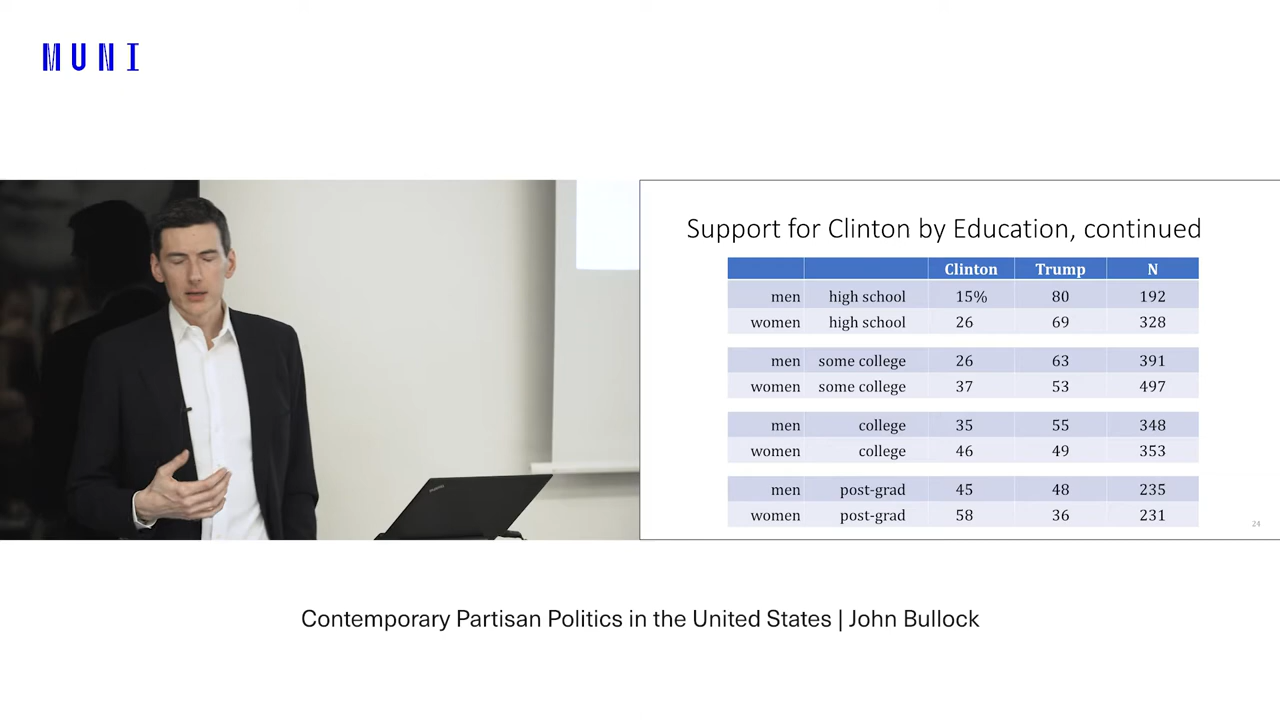 MUNI
Support for Clinton by Education, continued
Clinton Trump N
men high school 15% 80 192
women high school 26 69 328
men some college 26 63 391
women some college 37 53 497
men college 35 55 348
women college 46 49 353
men post-grad 45 48 235
women post-grad 58 36 231
24
Contemporary Partisan Politics in the United States | John Bullock